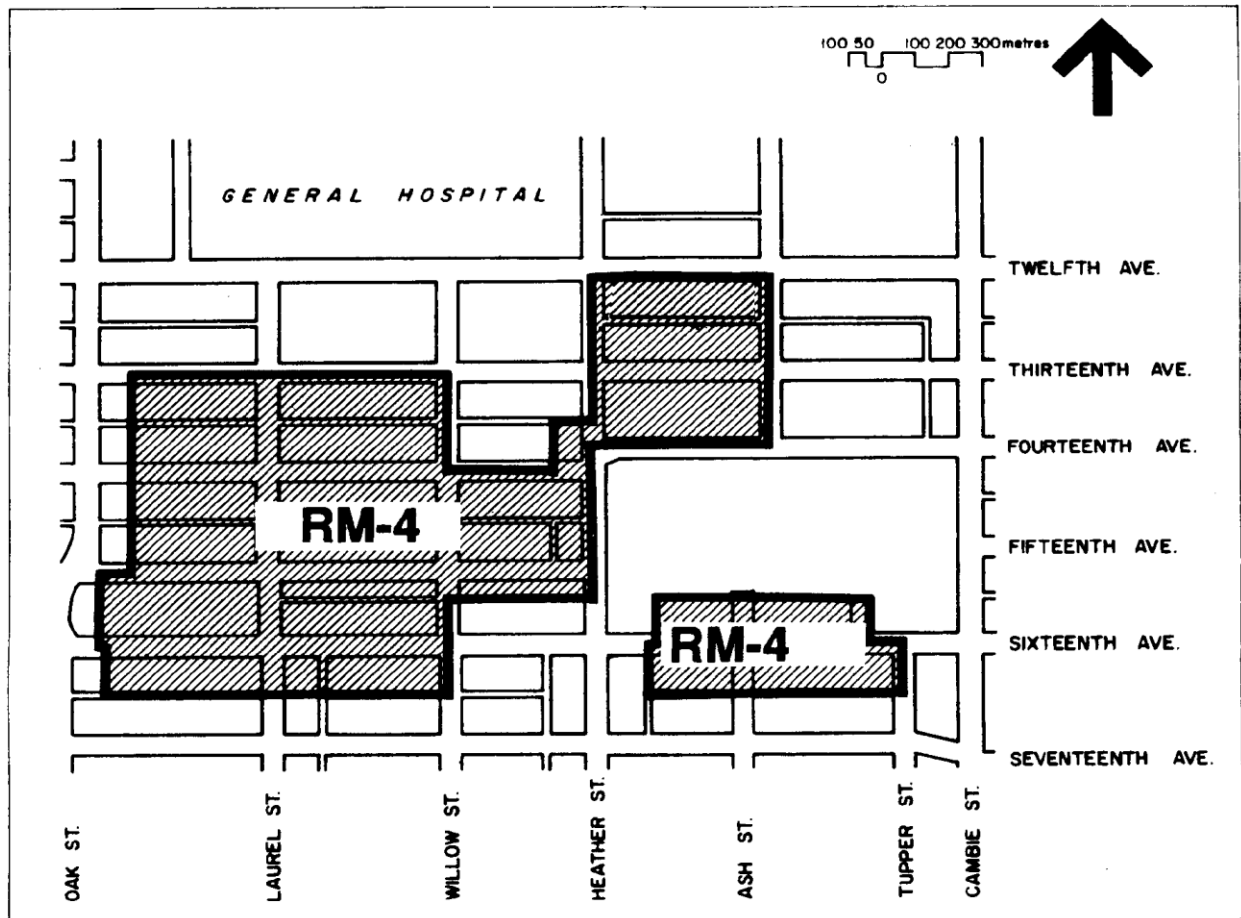 100 50 100 200 300 metres
0
GENERAL HOSPITAL
TWELFTH AVE.
THIRTEENTH AVE.
FOURTEENTH AVE.
RM-4
FIFTEENTH AVE.
RM-4
SIXTEENTH AVE.
SEVENTEENTH AVE.
OAK ST.
LAUREL ST.
WILLOW ST.
HEATHER ST.
ASH ST.
TUPPER ST.
CAMBIE ST.